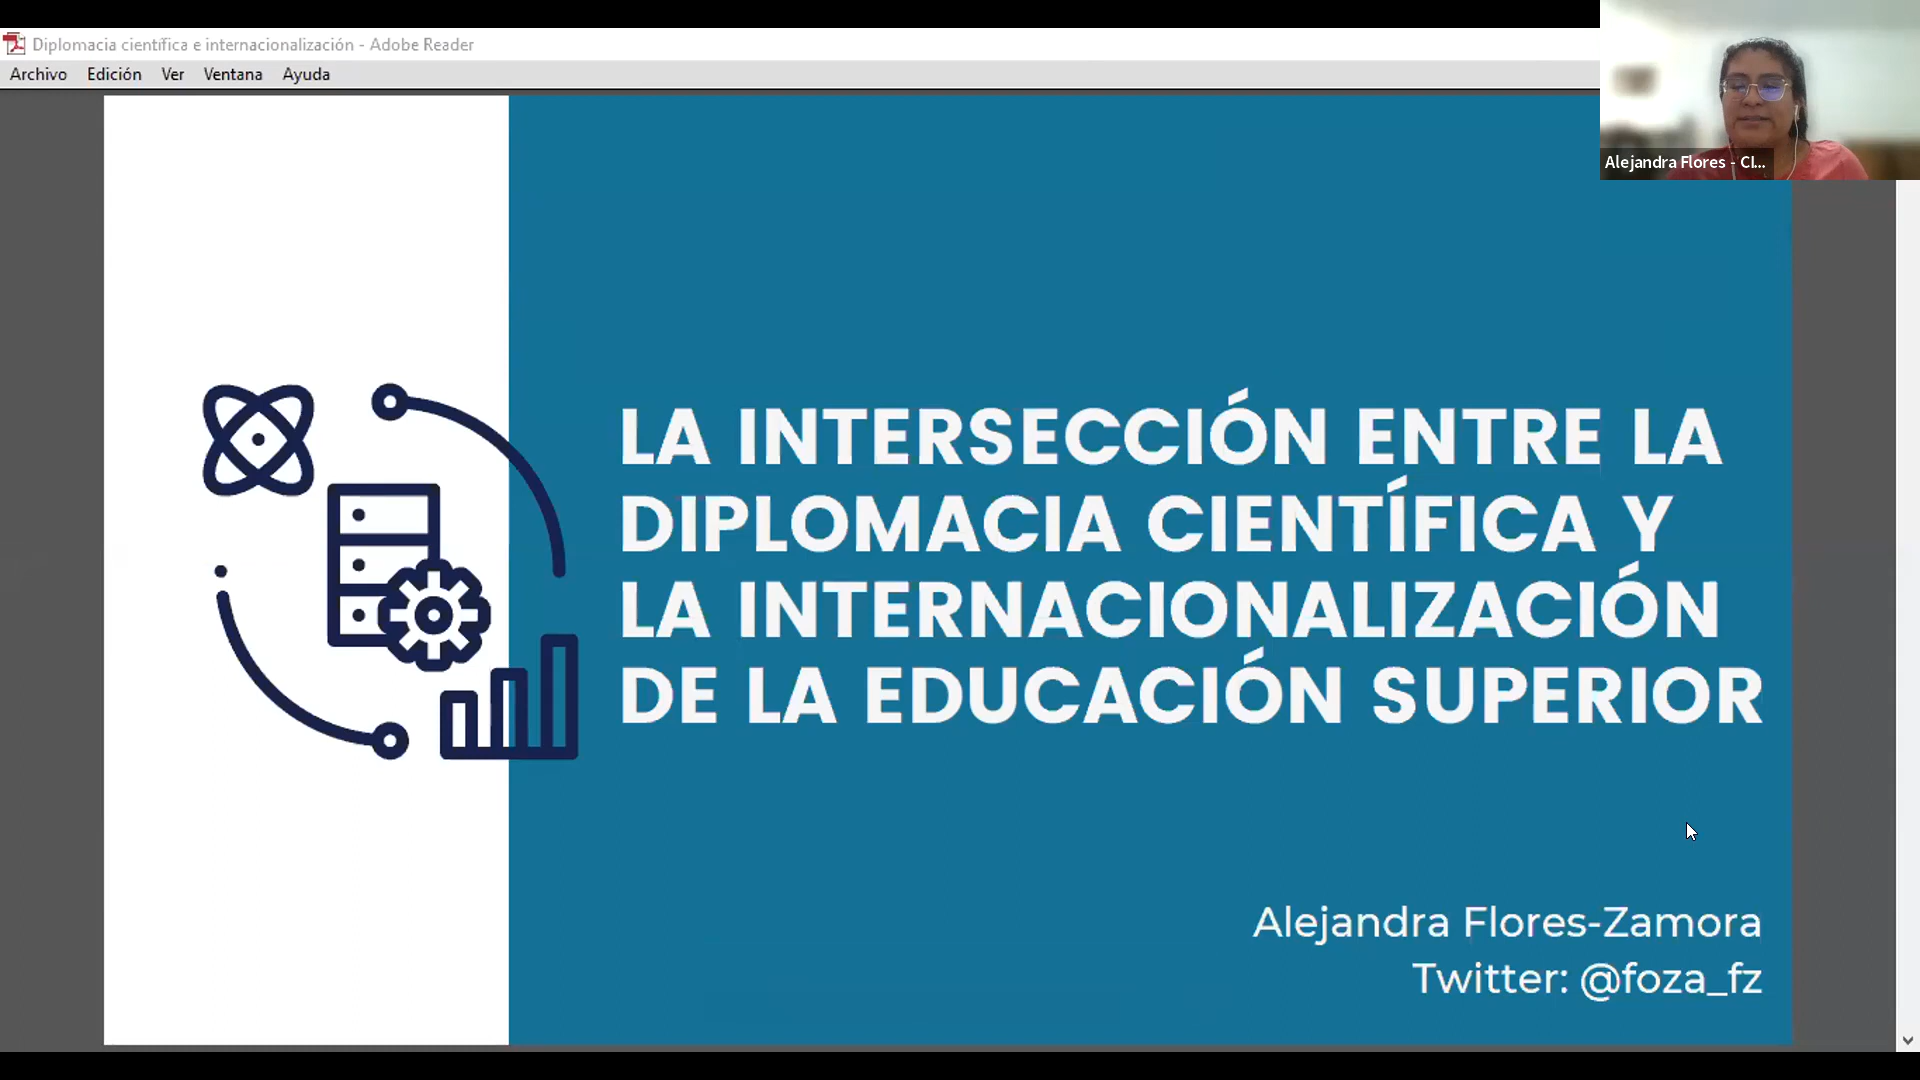 Diplomacia científica e internacionalización - Adobe Reader
Archivo Edición Ver Ventana Ayuda
Alejandra Flores - CI...
LA INTERSECCIÓN ENTRE LA
DIPLOMACIA CIENTÍFICA Y
LA INTERNACIONALIZACIÓN
DE LA EDUCACIÓN SUPERIOR
Alejandra Flores-Zamora
Twitter: @foza_fz